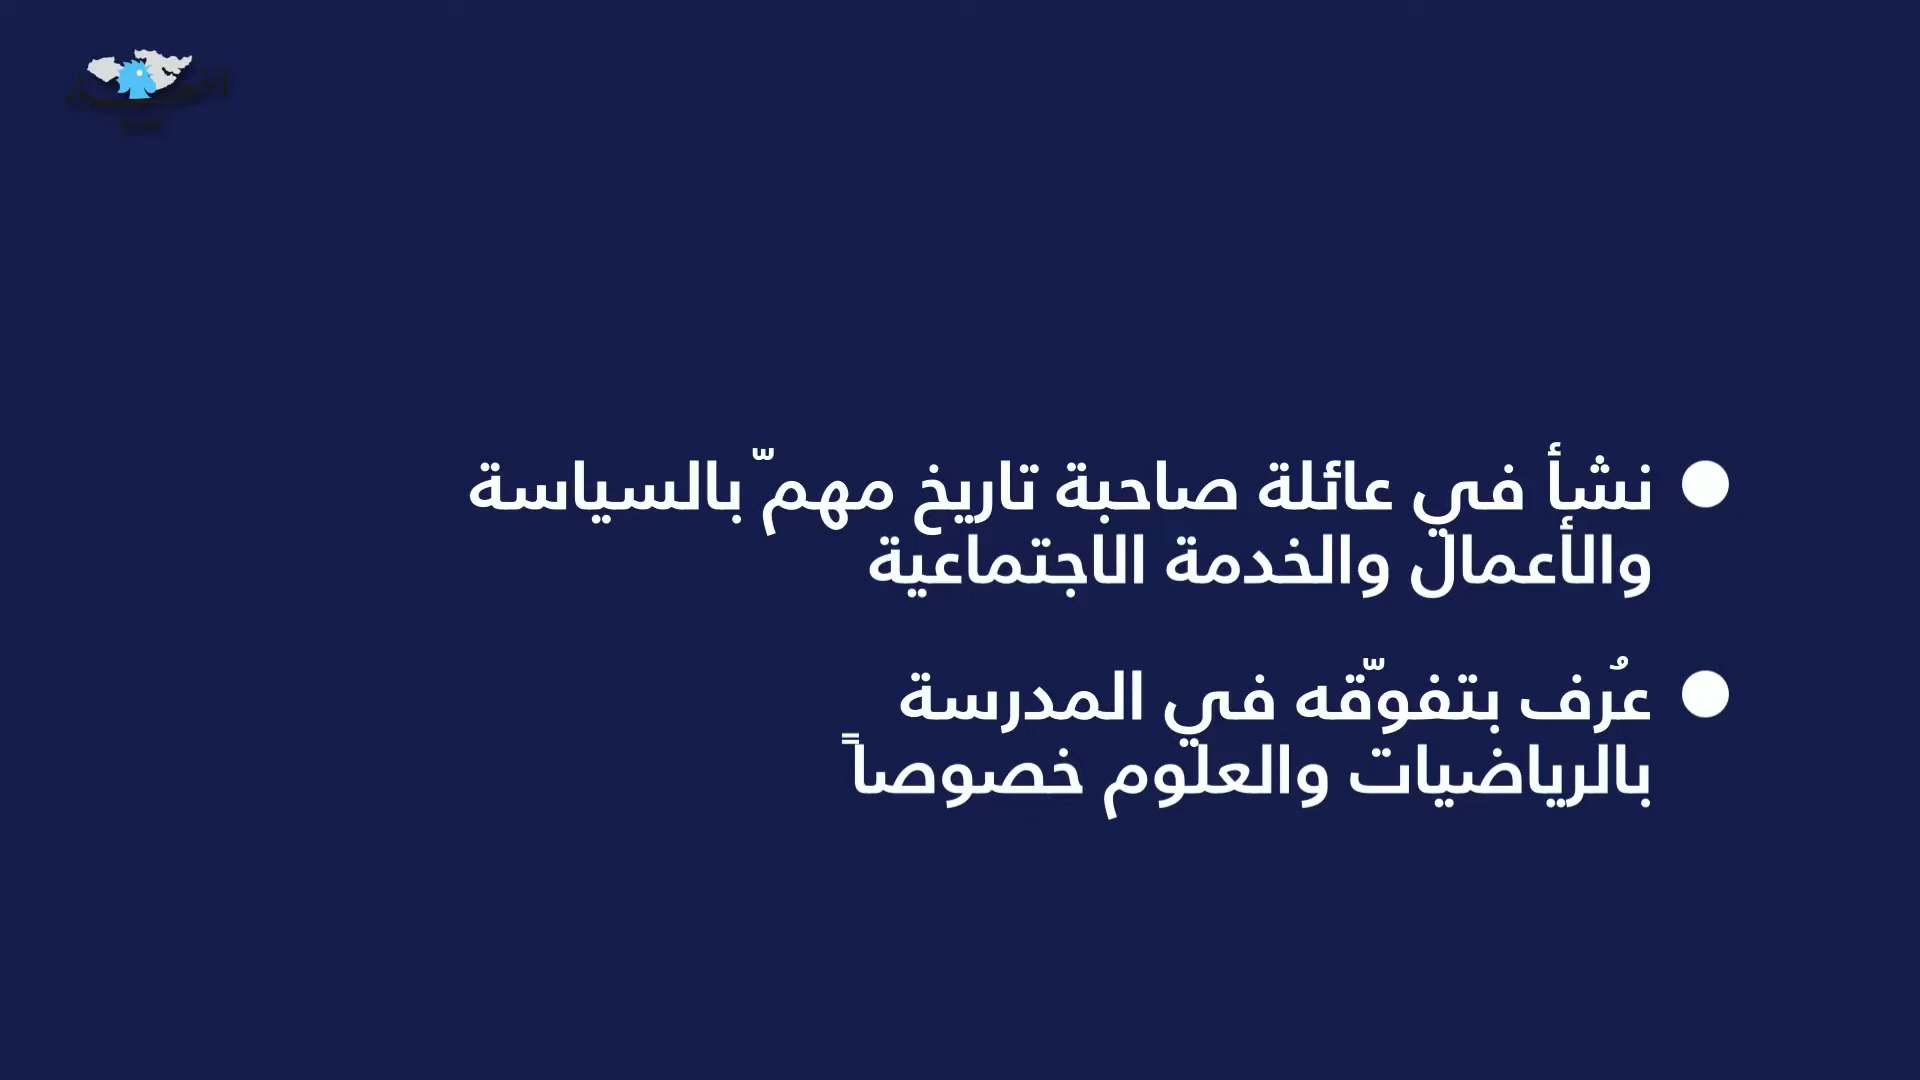 نشأ في عائلة صاحبة تاريخ مهمّ بالسياسة
والأعمال والخدمة الاجتماعية
عُرف بتفوّقه في المدرسة
بالرياضيات والعلوم خصوصاً